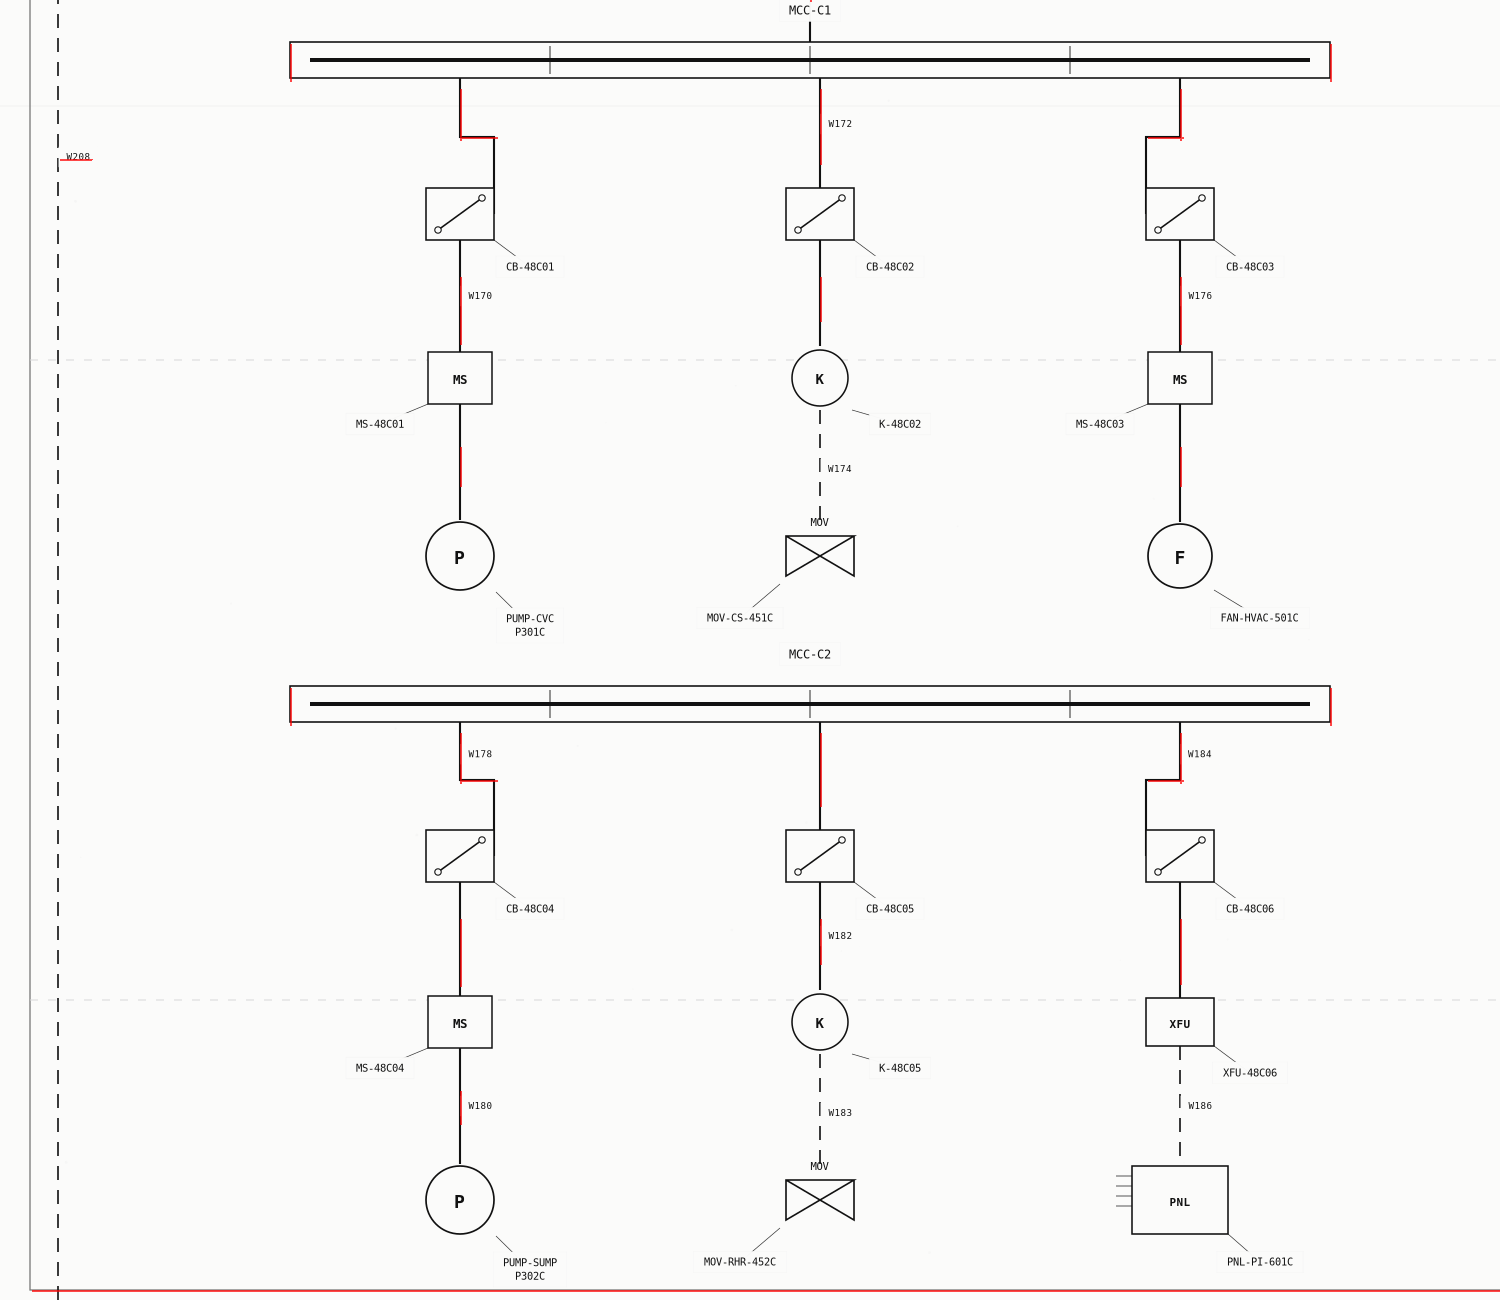 MCC-C1
W172
W208
CB-48C01
CB-48C02
CB-48C03
W170
W176
MS
K
MS
MS-48C01
K-48C02
MS-48C03
W174
MOV
P
F
PUMP-CVC
P301C
MOV-CS-451C
FAN-HVAC-501C
MCC-C2
W178
W184
CB-48C04
CB-48C05
CB-48C06
W182
MS
K
XFU
MS-48C04
K-48C05
XFU-48C06
W180
W183
W186
MOV
P
PNL
PUMP-SUMP
P302C
MOV-RHR-452C
PNL-PI-601C